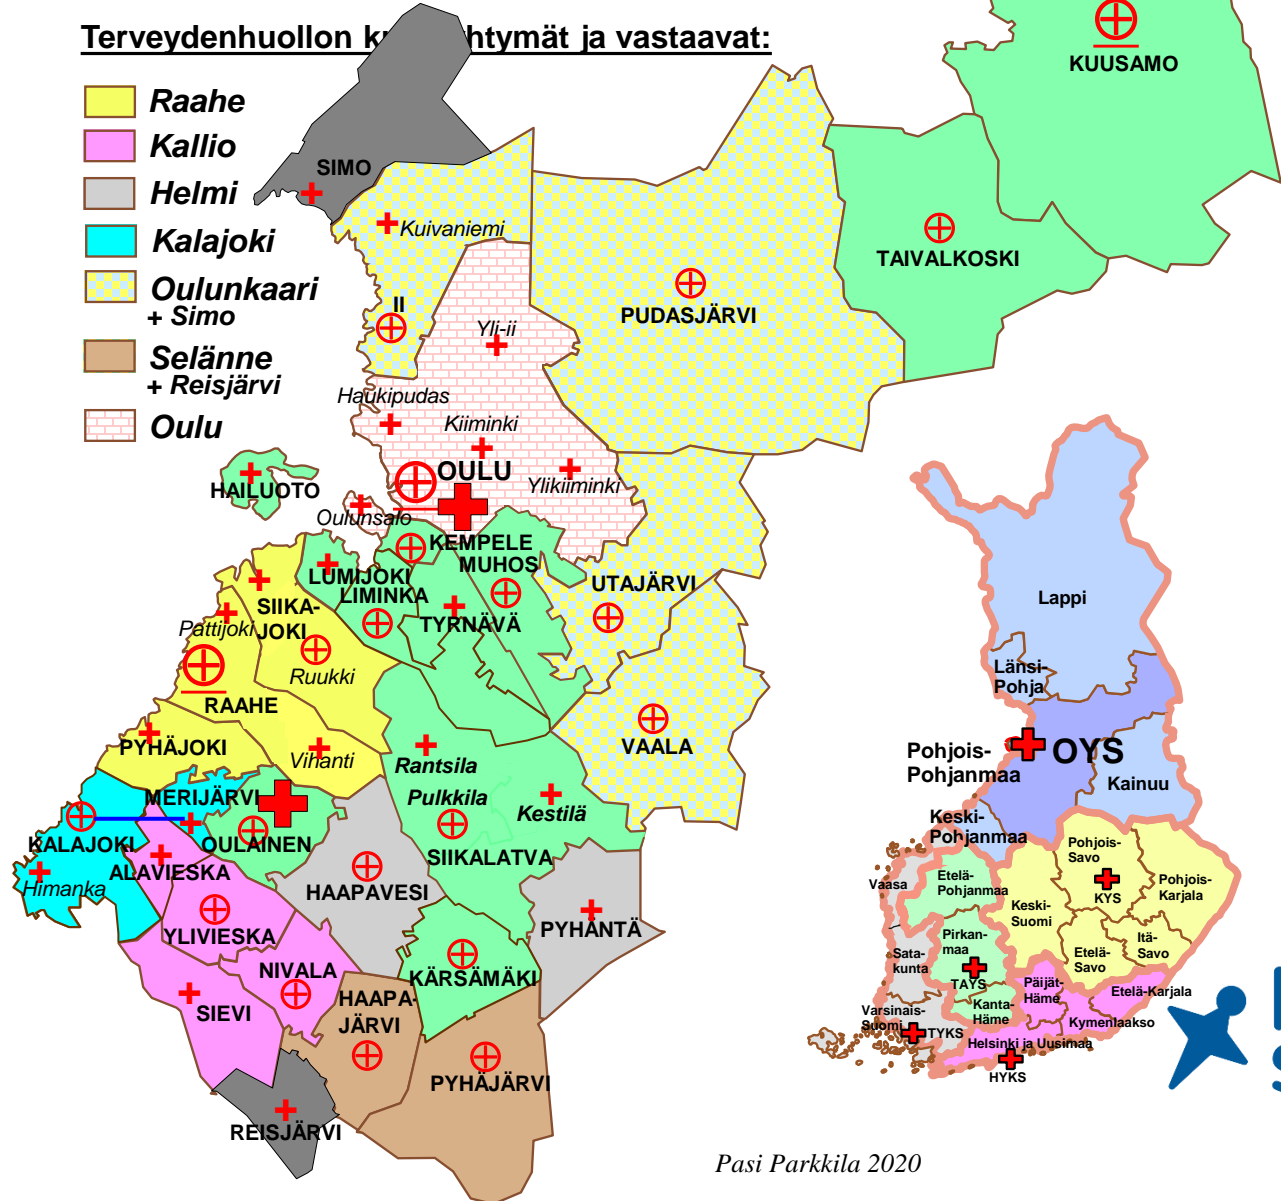 Terveydenhuollon ku htymät ja vastaavat:
Raahe
Kallio
Helmi
Kalajoki
Oulunkaari
+ Simo
Selänne
+ Reisjärvi
Oulu
KUUSAMO
SIMO
Kuivaniemi
TAIVALKOSKI
II
PUDASJÄRVI
Yli-ii
Haukipudas
Kiiminki
OULU
Ylikiiminki
HAILUOTO
Oulunsalo
KEMPELE
MUHOS
LUMIJOKI
LIMINKA
UTAJÄRVI
SIIKA-
JOKI
TYRNÄVÄ
Pattijoki
Ruukki
RAAHE
PYHÄJOKI
Vihanti
VAALA
Rantsila
MERIJÄRVI
Pulkkila
Kestilä
KALAJOKI
OULAINEN
SIIKALATVA
ALAVIESKA
Himanka
HAAPAVESI
YLIVIESKA
PYHÄNTÄ
NIVALA
KÄRSÄMÄKI
SIEVI
HAAPA-
JÄRVI
PYHÄJÄRVI
REISJÄRVI
Lappi
Länsi-
Pohja
Pohjois-
Pohjanmaa
OYS
Kainuu
Keski-
Pohjanmaa
Pohjois-
Savo
Vaasa
Etelä-
Pohjanmaa
KYS
Pohjois-
Karjala
Keski-
Suomi
Pirkan-
maa
Itä-
Savo
Sata-
kunta
Etelä-
Savo
TAYS
Päijät-
Häme
Etelä-Karjala
Kanta-
Häme
Varsinais-
Suomi
TYKS
Kymenlaakso
Helsinki ja Uusimaa
HYKS
Pasi Parkkila 2020